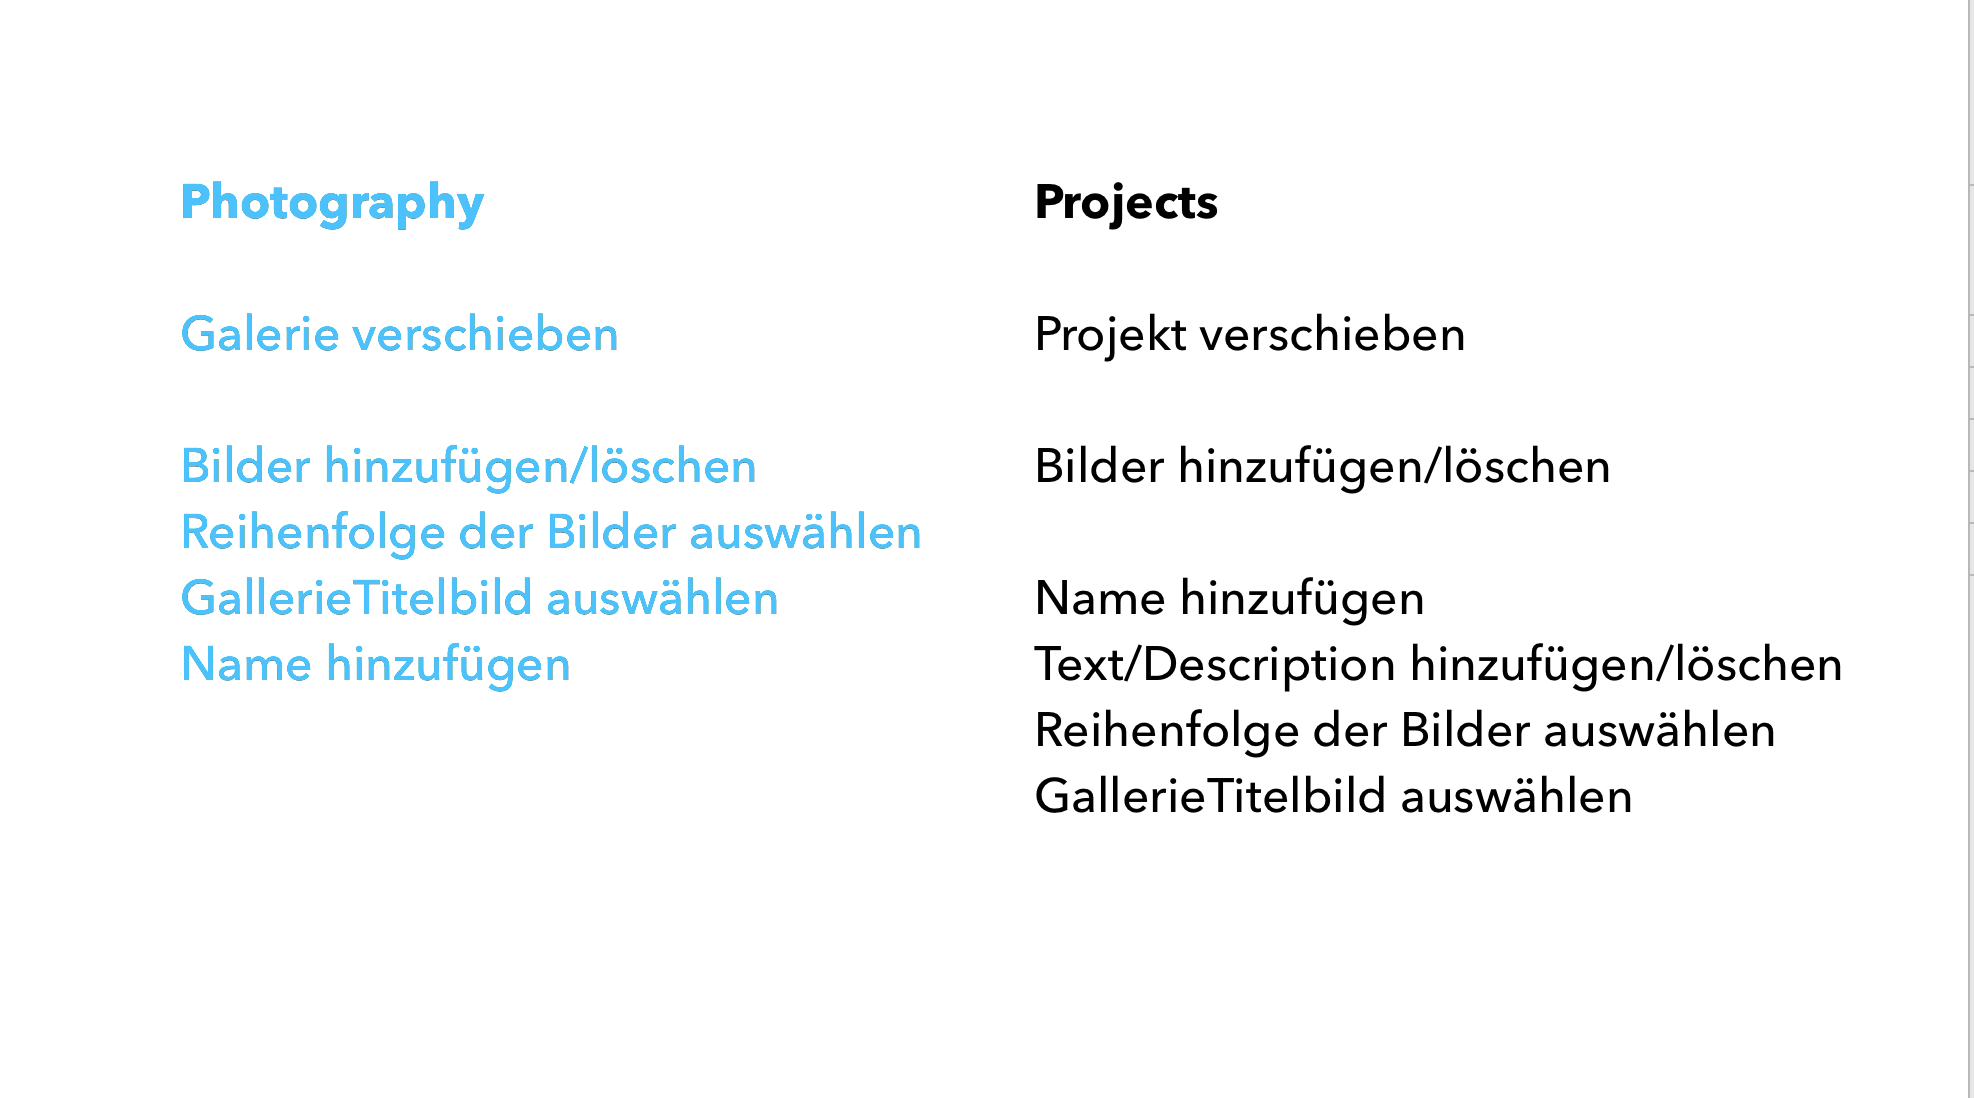 Photography
Galerie verschieben
Bilder hinzufügen/löschen
Reihenfolge der Bilder auswählen
GallerieTitelbild auswählen
Name hinzufügen
Projects
Projekt verschieben
Bilder hinzufügen/löschen
Name hinzufügen
Text/Description hinzufügen/löschen
Reihenfolge der Bilder auswählen
GallerieTitelbild auswählen